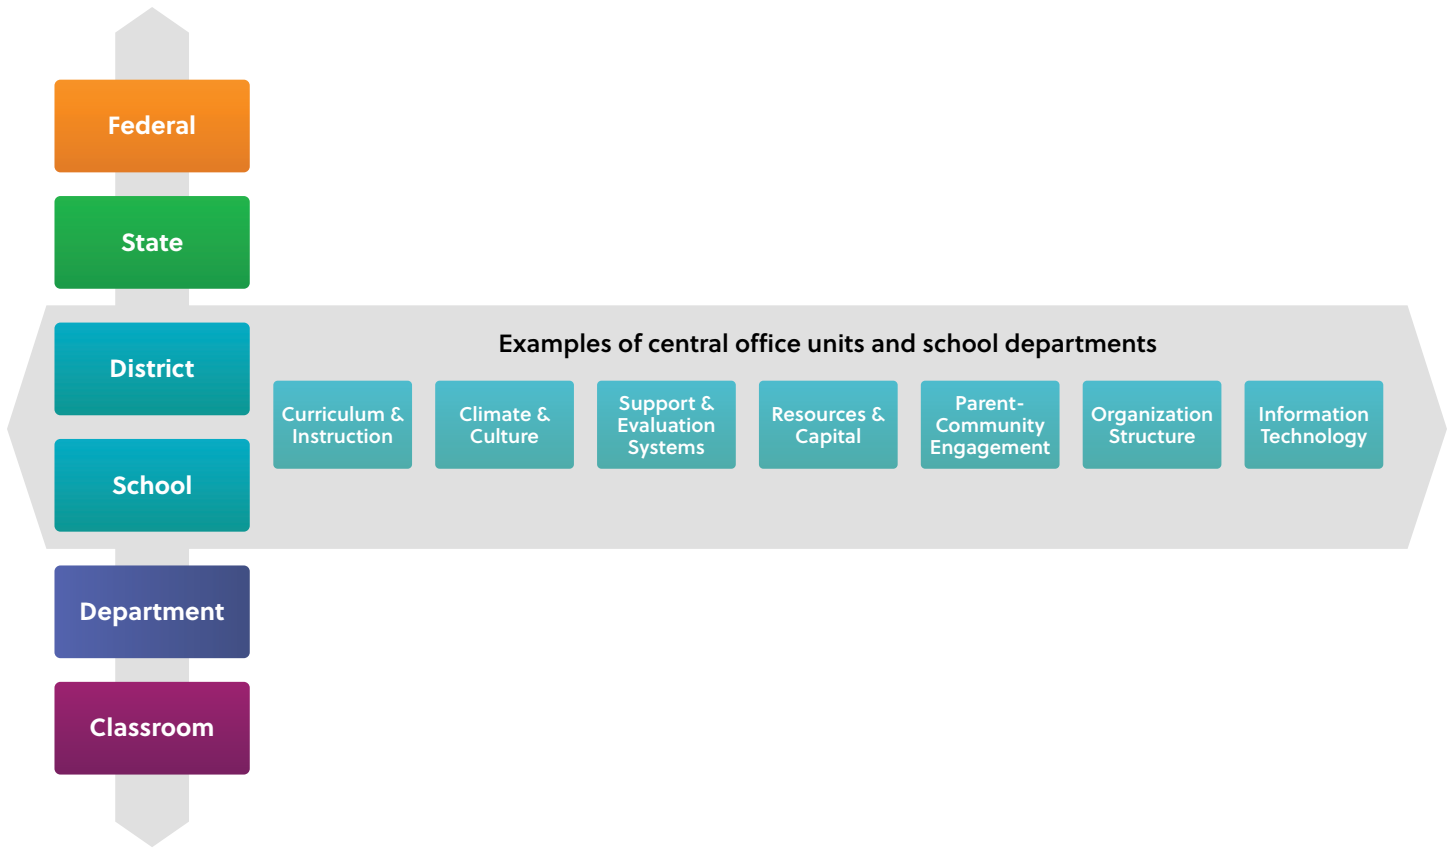 Federal
State
District
School
Department
Classroom
Examples of central office units and school departments
Curriculum &
Instruction
Climate &
Culture
Support &
Evaluation
Systems
Resources &
Capital
Parent-
Community
Engagement
Organization
Structure
Information
Technology